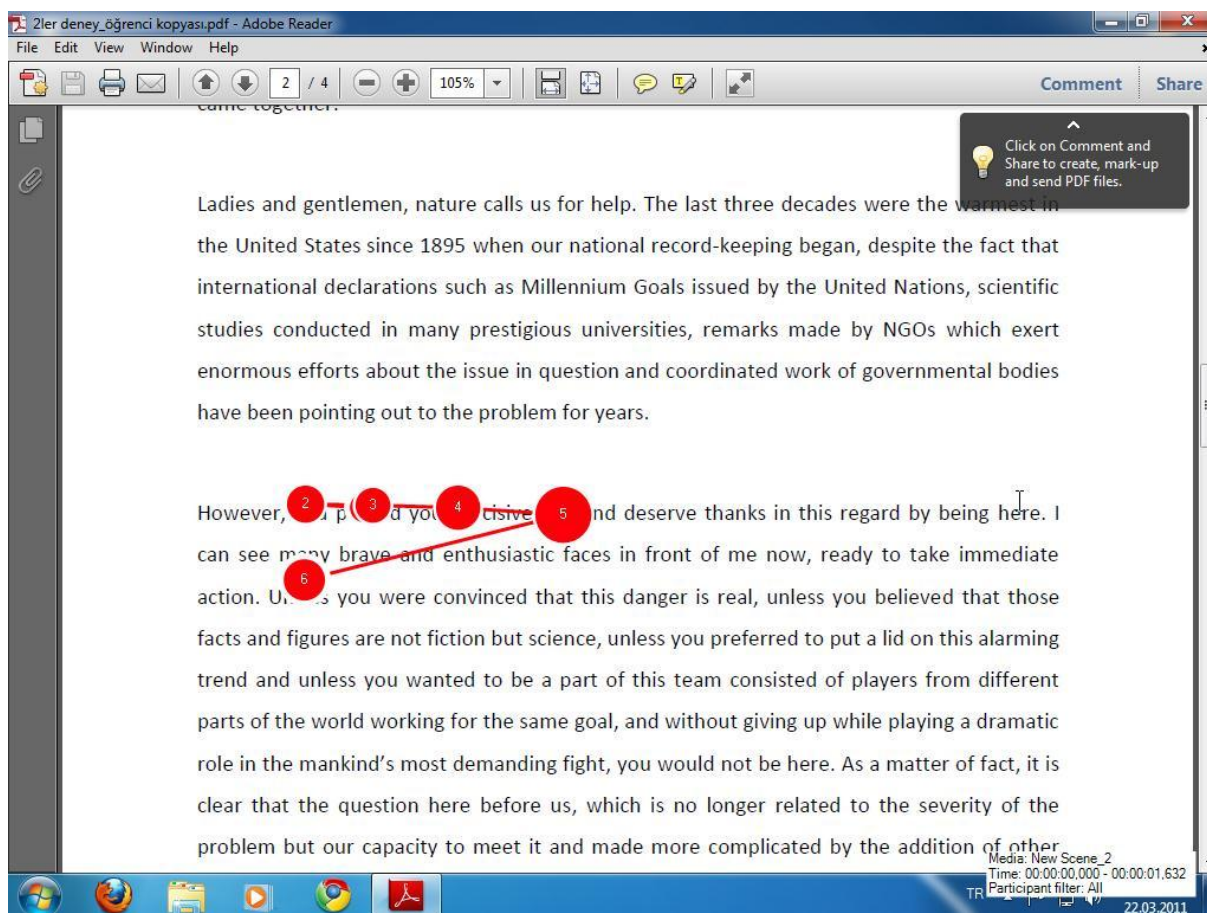 2ler deney_öğrenci kopyası.pdf - Adobe Reader
File Edit View Window Help
2 / 4 105% Comment Share
came together.
Click on Comment and
Share to create, mark-up
and send PDF files.
Ladies and gentlemen, nature calls us for help. The last three decades were the warmest in
the United States since 1895 when our national record-keeping began, despite the fact that
international declarations such as Millennium Goals issued by the United Nations, scientific
studies conducted in many prestigious universities, remarks made by NGOs which exert
enormous efforts about the issue in question and coordinated work of governmental bodies
have been pointing out to the problem for years.
2 3 4 5
However, deserve thanks in this regard by being here. I
can see many brave and enthusiastic faces in front of me now, ready to take immediate
6
action. you were convinced that this danger is real, unless you believed that those
facts and figures are not fiction but science, unless you preferred to put a lid on this alarming
trend and unless you wanted to be a part of this team consisted of players from different
parts of the world working for the same goal, and without giving up while playing a dramatic
role in the mankind's most demanding fight, you would not be here. As a matter of fact, it is
clear that the question here before us, which is no longer related to the severity of the
problem but our capacity to meet it and made more complicated by the addition of other
Media: New Scene_2
Time: 00:00:00,000 - 00:00:01,632
Participant filter: All
TR
22.03.2011